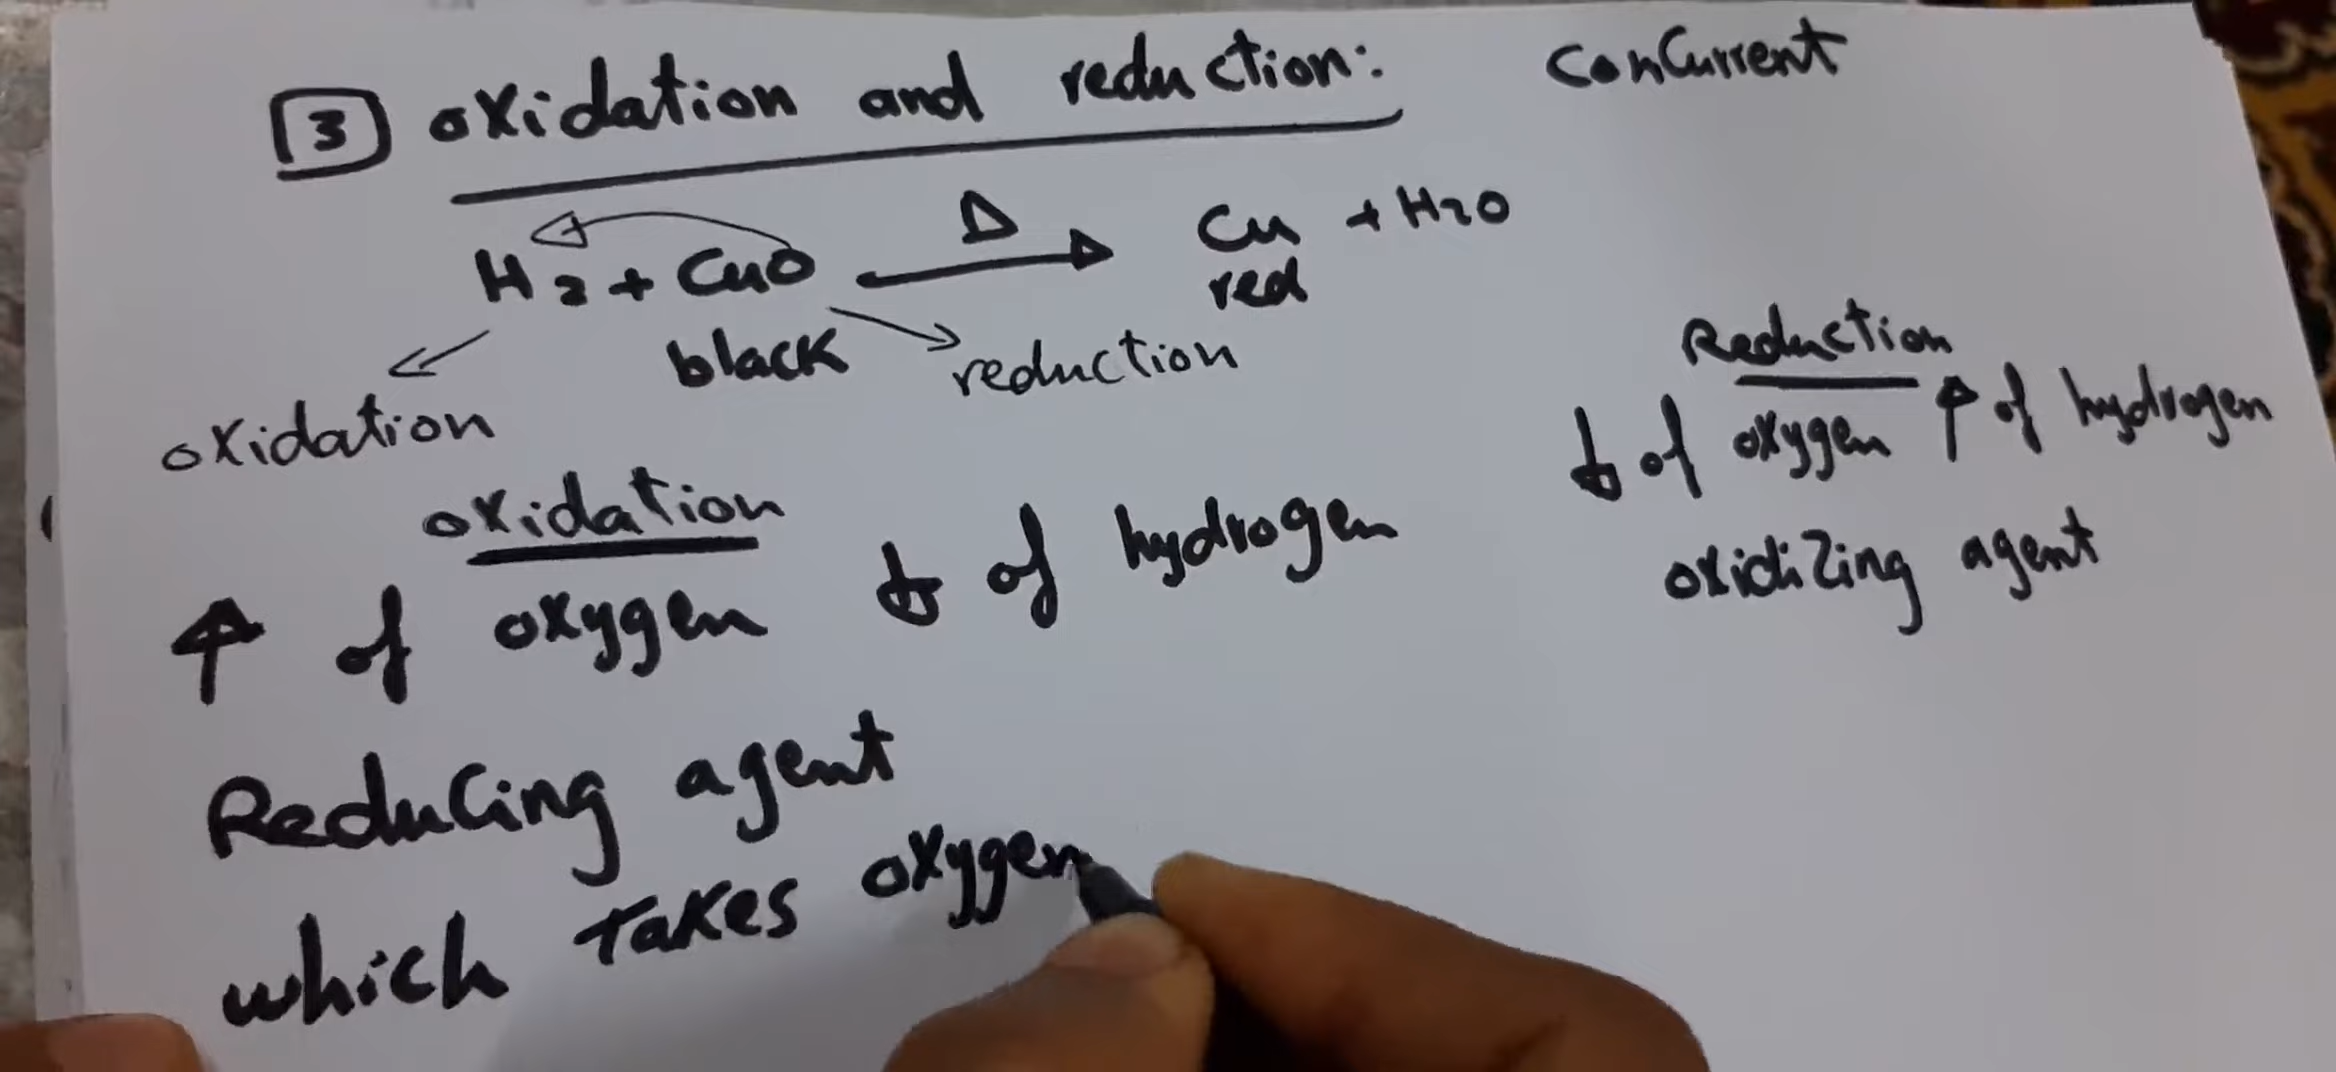 3 oxidation and reduction: ConCurrent
H2 + CuO Δ → Cu + H2O
black red
oxidation reduction
oxidation
↑ of oxygen ↓ of hydrogen
Reducing agent
which takes oxygen
Reduction
↓ of oxygen ↑ of hydrogen
oxidizing agent